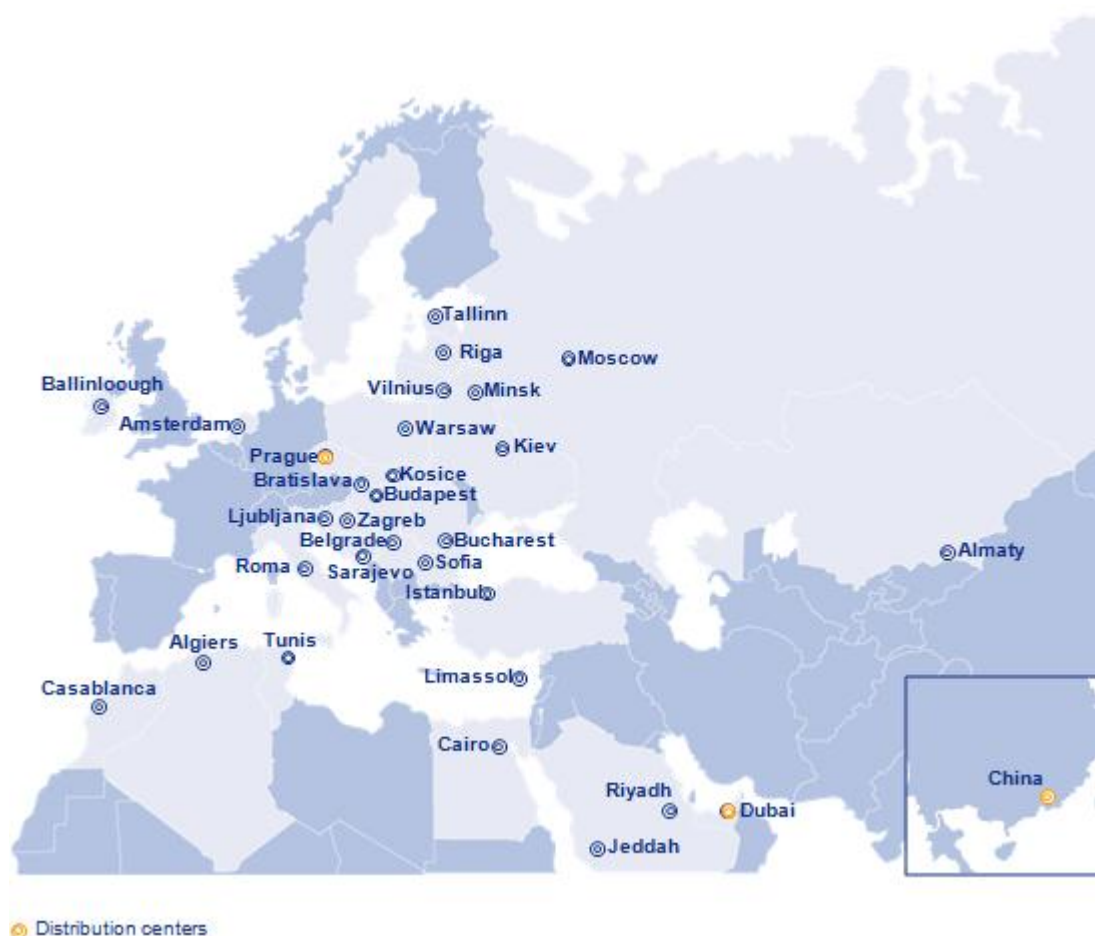 Tallinn
Riga
Moscow
Ballinloough
Vilnius
Minsk
Amsterdam
Warsaw
Kiev
Prague
Kosice
Bratislava
Budapest
Ljubljana
Zagreb
Belgrade
Bucharest
Almaty
Roma
Sarajevo
Sofia
Istanbul
Algiers
Tunis
Limassol
Casablanca
Cairo
China
Riyadh
Dubai
Jeddah
Distribution centers